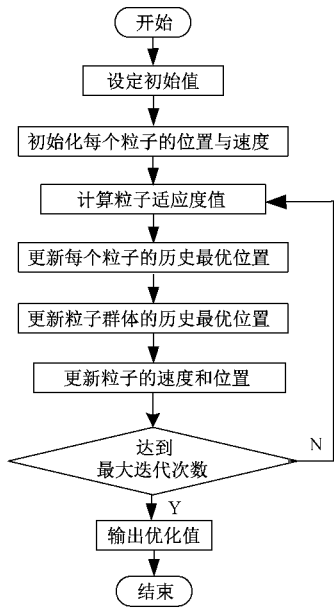 开始
设定初始值
初始化每个粒子的位置与速度
计算粒子适应度值
更新每个粒子的历史最优位置
更新粒子群体的历史最优位置
更新粒子的速度和位置
达到
最大迭代次数
N
Y
输出优化值
结束